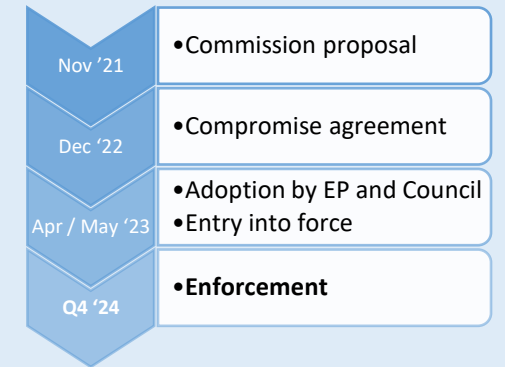 Nov ’21
•Commission proposal
Dec ‘22
•Compromise agreement
Apr / May ‘23
•Adoption by EP and Council
•Entry into force
Q4 ‘24
•Enforcement